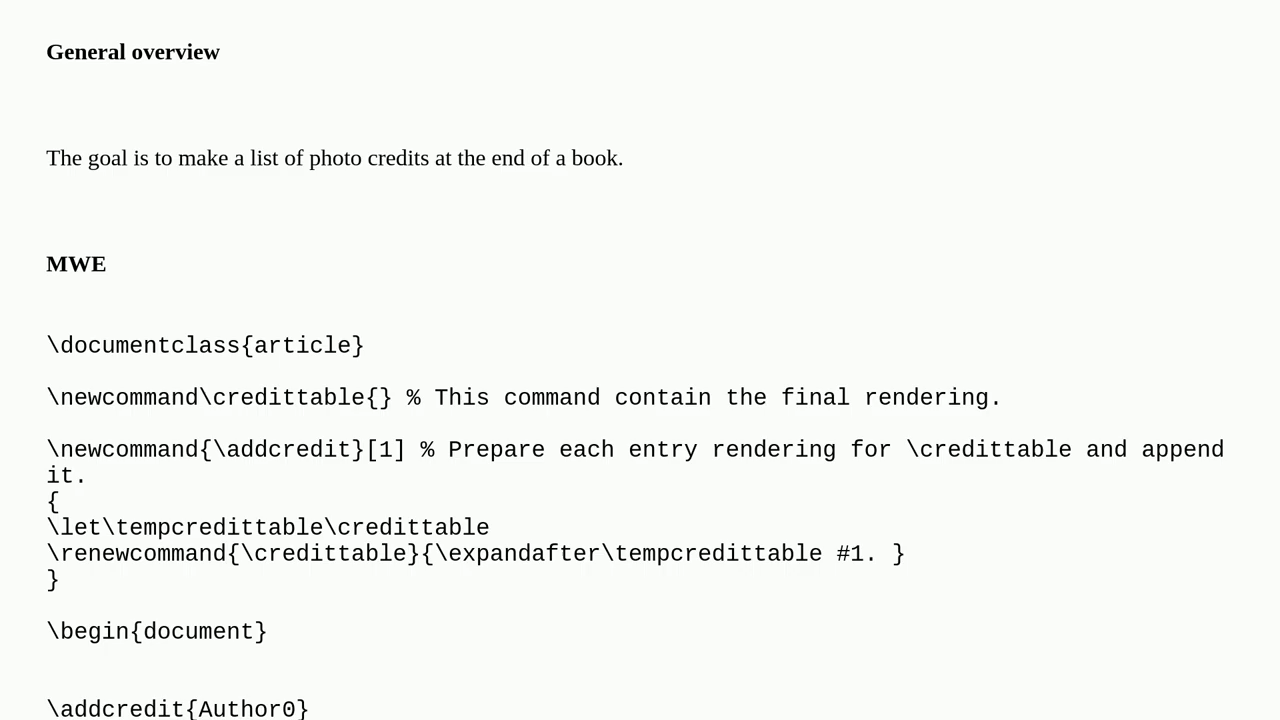 General overview
The goal is to make a list of photo credits at the end of a book.
MWE
\documentclass{article}
\newcommand\credittable{} % This command contain the final rendering.
\newcommand{\addcredit}[1] % Prepare each entry rendering for \credittable and append
it.
{
\let\tempcredittable\credittable
\renewcommand{\credittable}{\expandafter\tempcredittable #1. }
}
\begin{document}
\addcredit{Author0}